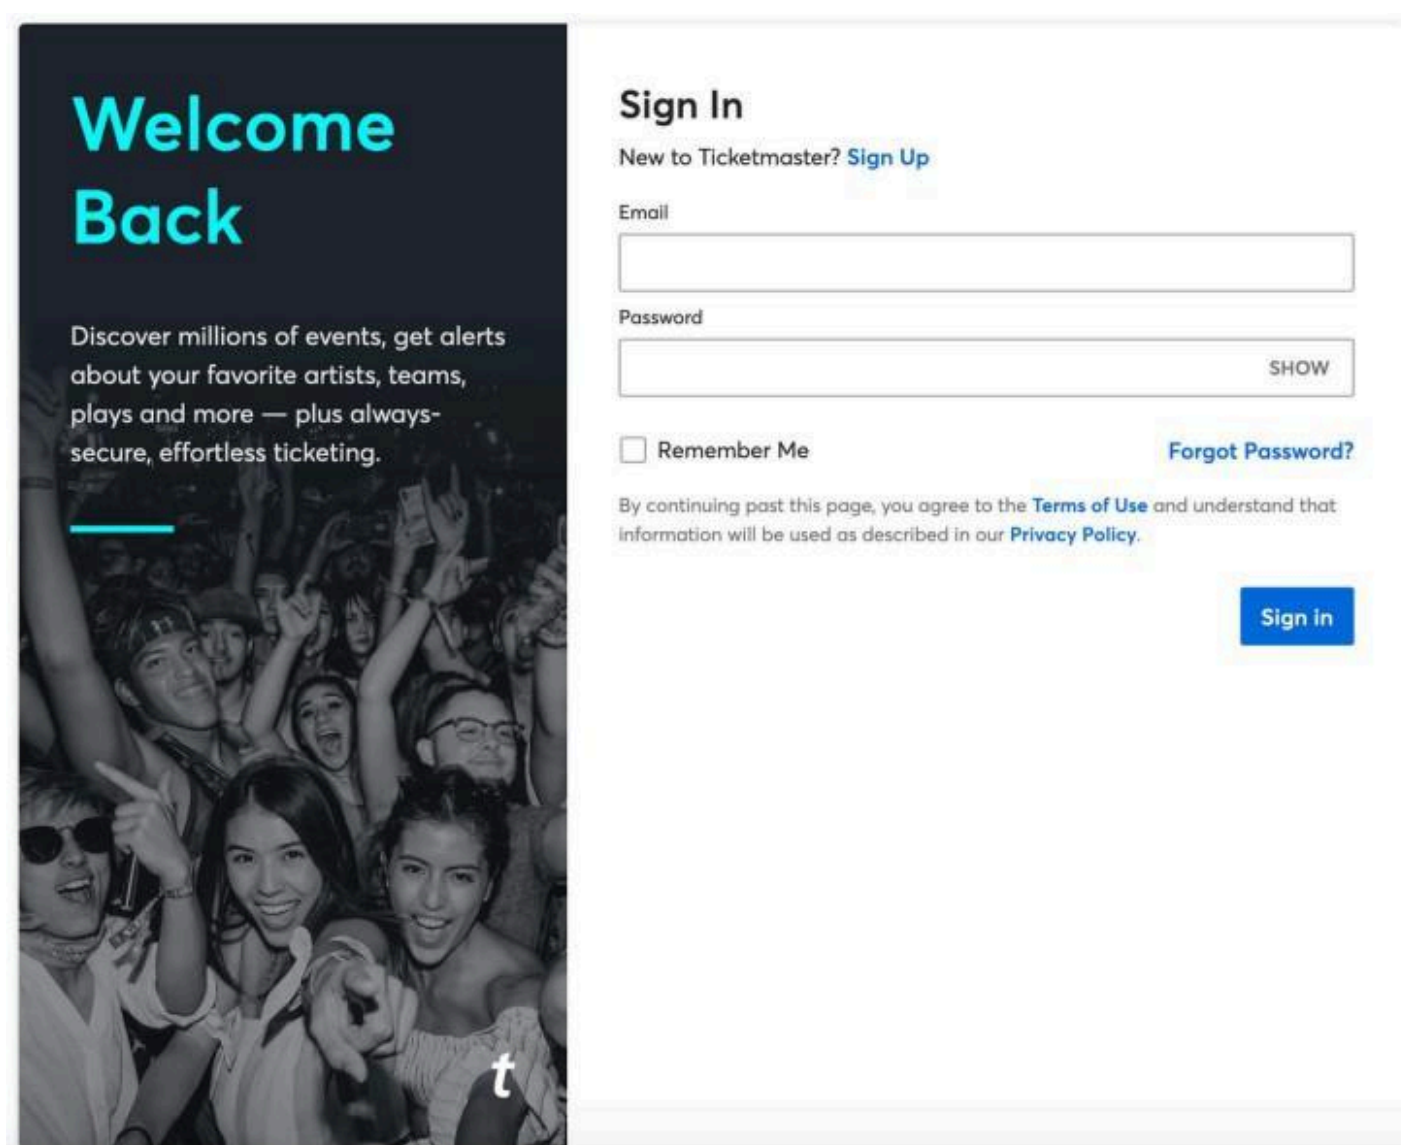 Welcome
Back
Discover millions of events, get alerts
about your favorite artists, teams,
plays and more — plus always-
secure, effortless ticketing.
t
Sign In
New to Ticketmaster? Sign Up
Email
Password
SHOW
Remember Me
Forgot Password?
By continuing past this page, you agree to the Terms of Use and understand that
information will be used as described in our Privacy Policy.
Sign in